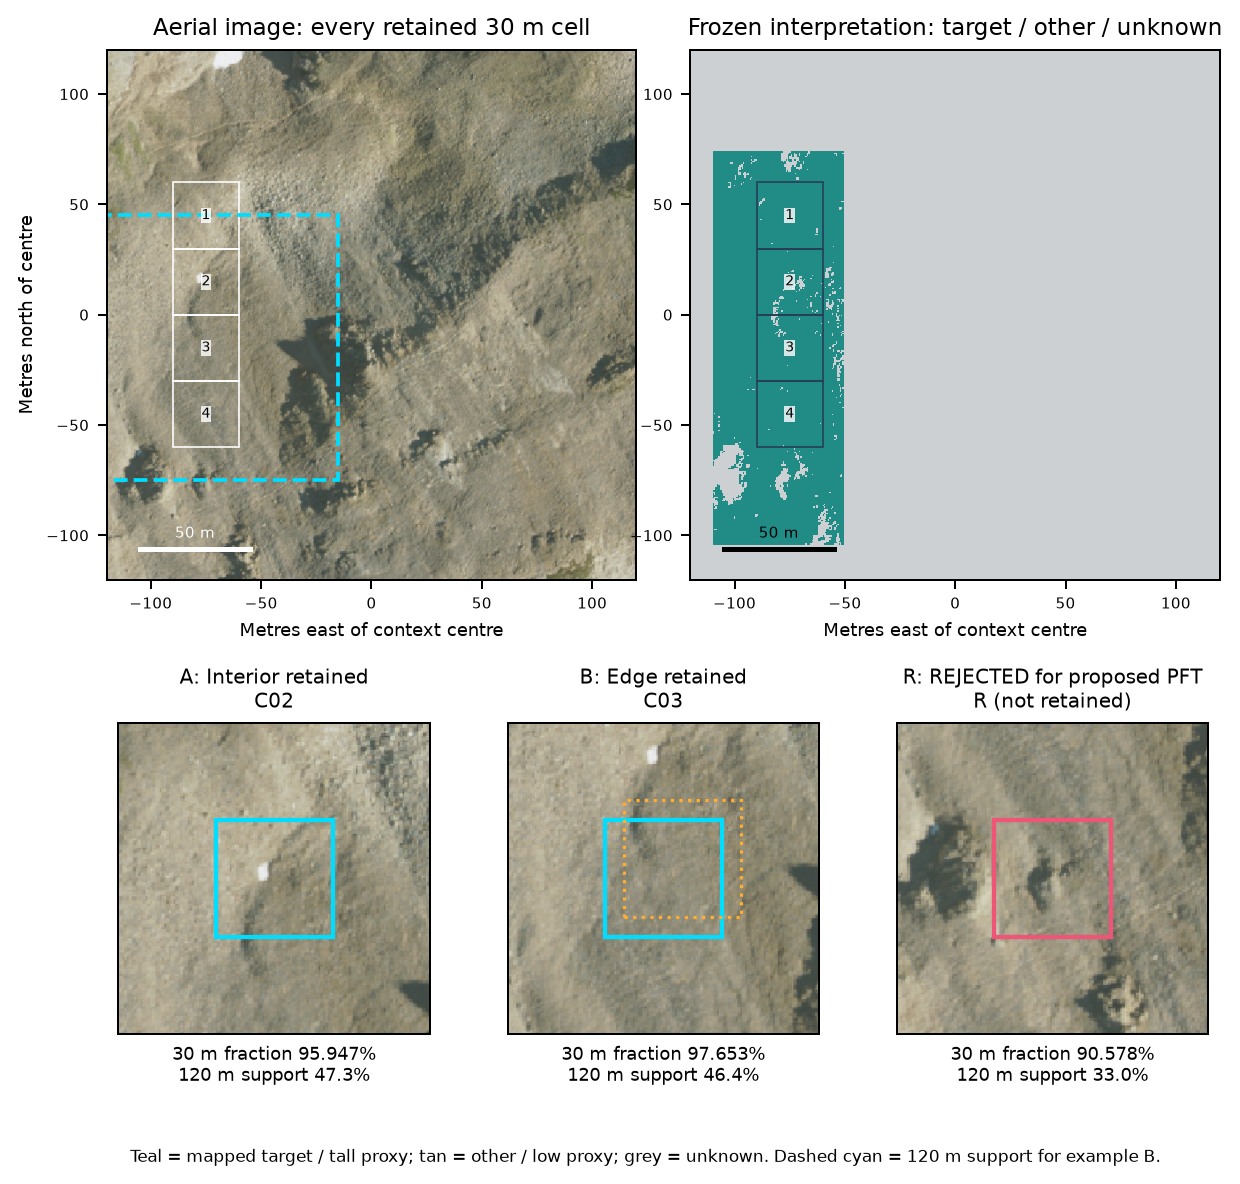 Aerial image: every retained 30 m cell
Frozen interpretation: target / other / unknown
Metres north of centre
100
50
0
−50
−100
1
2
3
4
50 m
−100
−50
0
50
100
Metres east of context centre
100
50
0
−50
−100
1
2
3
4
50 m
−100
−50
0
50
100
Metres east of context centre
A: Interior retained
C02
30 m fraction 95.947%
120 m support 47.3%
B: Edge retained
C03
30 m fraction 97.653%
120 m support 46.4%
R: REJECTED for proposed PFT
R (not retained)
30 m fraction 90.578%
120 m support 33.0%
Teal = mapped target / tall proxy; tan = other / low proxy; grey = unknown. Dashed cyan = 120 m support for example B.